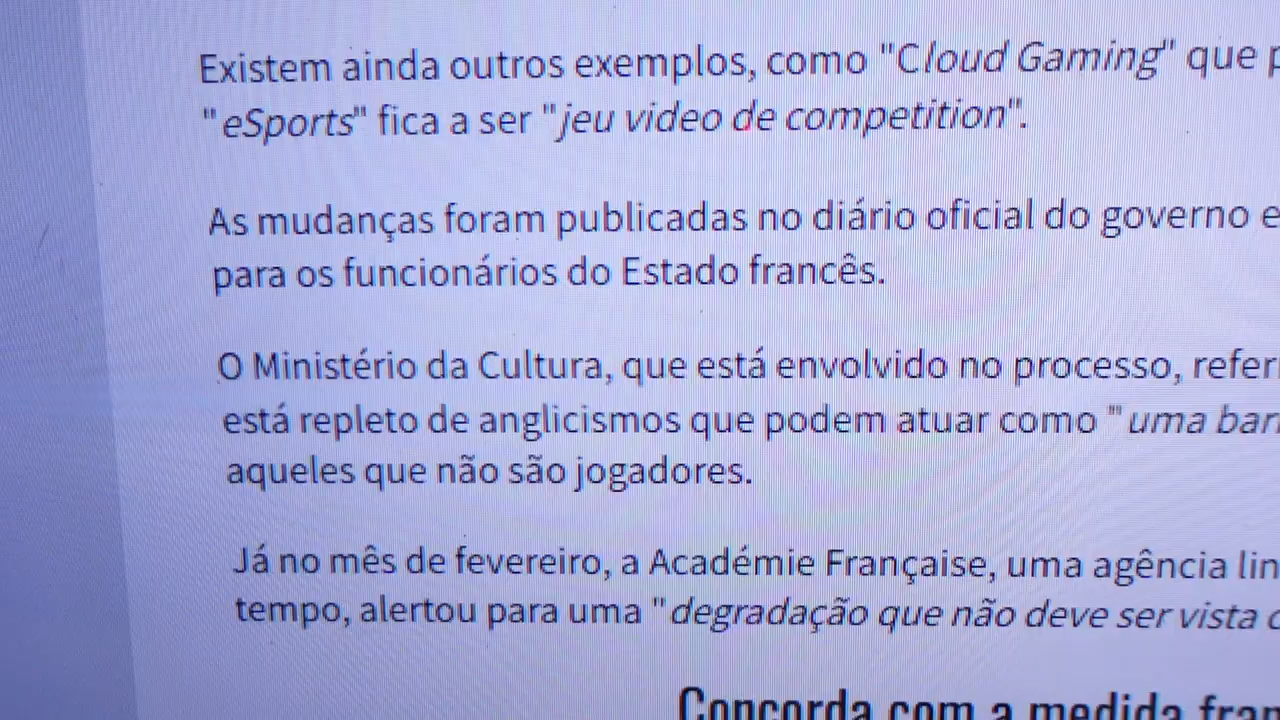 Existem ainda outros exemplos, como "Cloud Gaming" que
"eSports" fica a ser "jeu video de competition".
As mudanças foram publicadas no diário oficial do governo e
para os funcionários do Estado francês.
O Ministério da Cultura, que está envolvido no processo,
está repleto de anglicismos que podem atuar como "' uma
aqueles que não são jogadores.
Já no mês de fevereiro, a Académie Française, uma agência
tempo, alertou para uma "degradação que não deve ser vista
Concorda com a medida